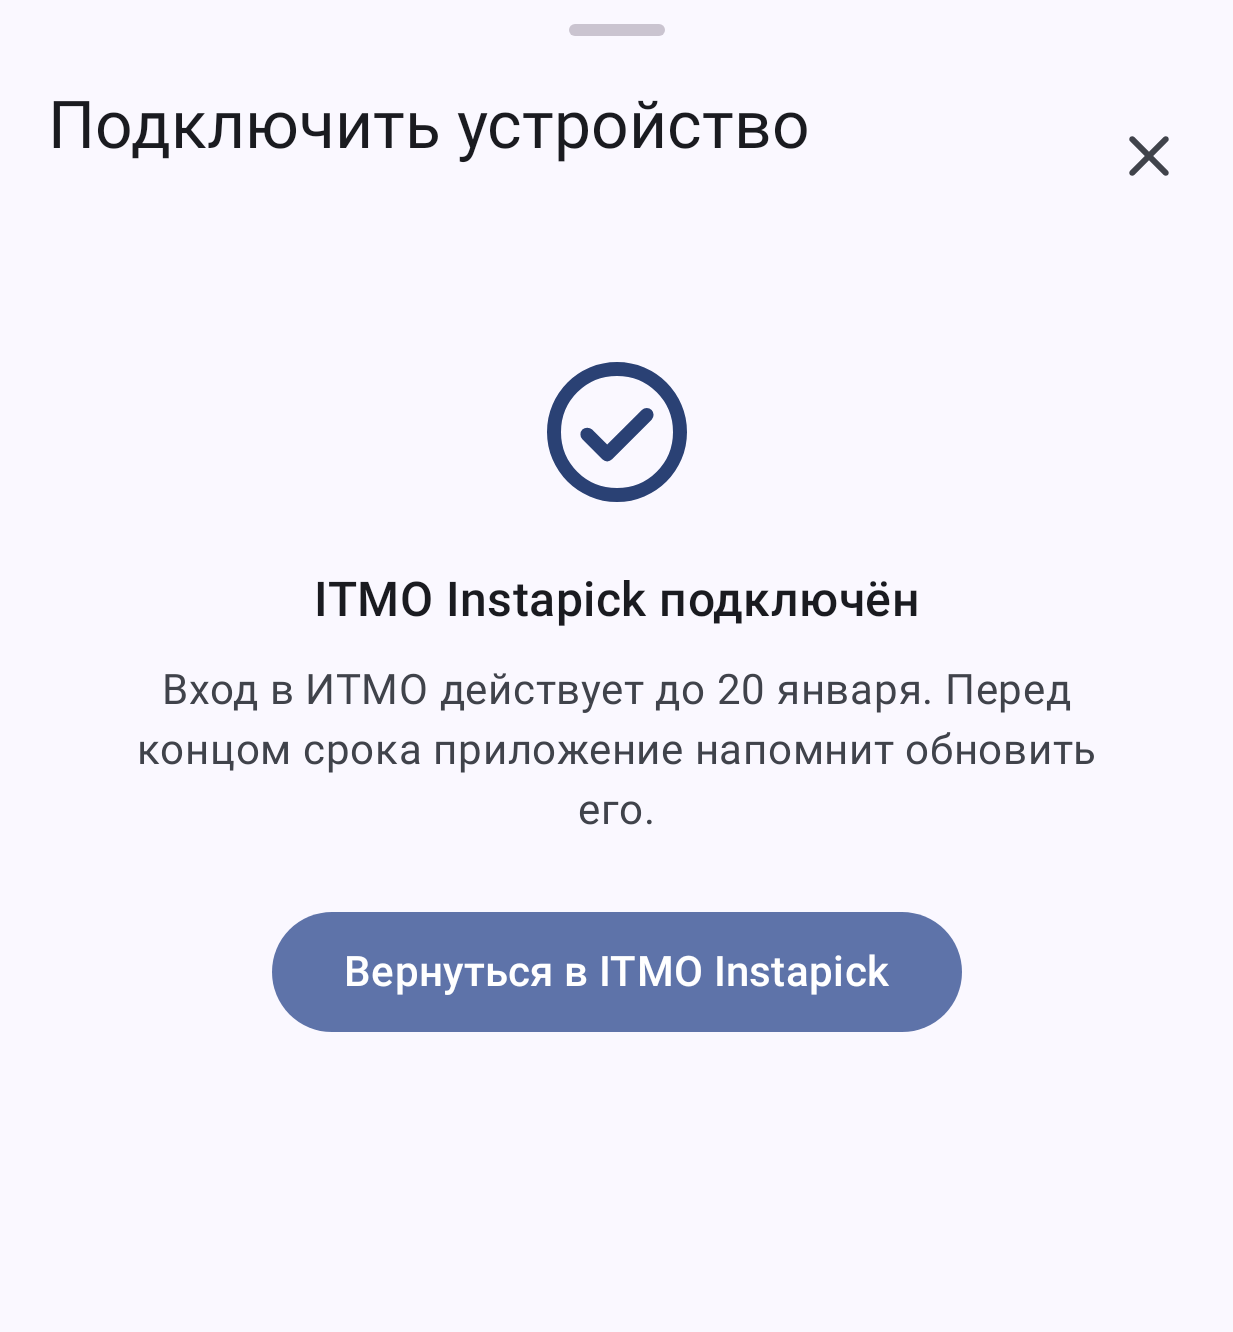 Подключить устройство
ITMO Instapick подключён
Вход в ИТМО действует до 20 января. Перед
концом срока приложение напомнит обновить
его.
Вернуться в ITMO Instapick